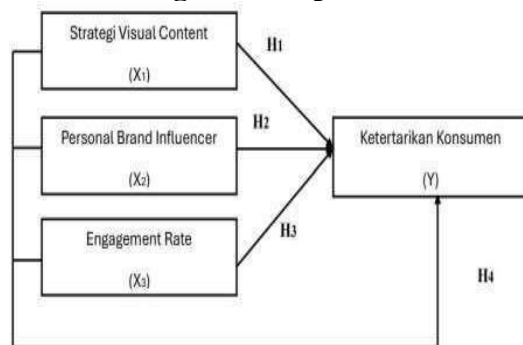 Strategi Visual Content
(X1)
H1
Personal Brand Influencer
(X2)
H2
Ketertarikan Konsumen
(Y)
Engagement Rate
(X3)
H3
H4